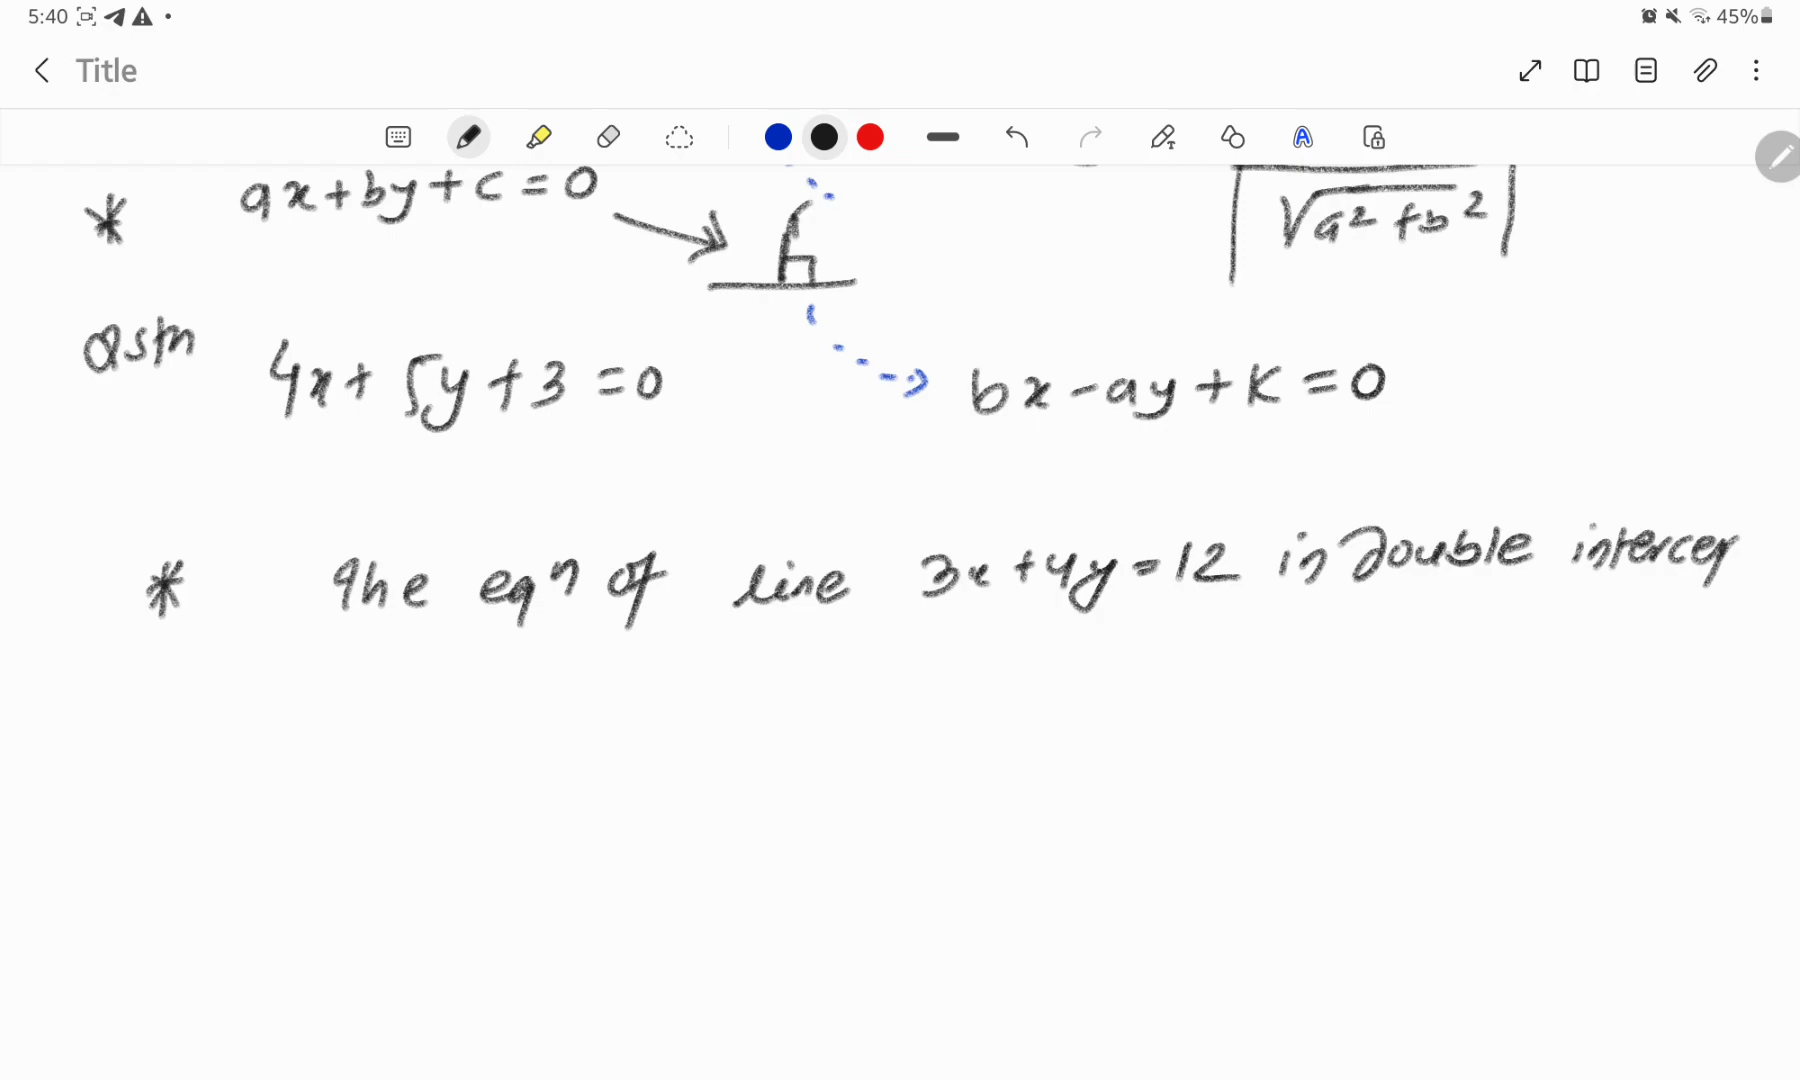 5:40 45%
Title
* ax+by+c=0
√a²+b²
Qstn 4x+5y+3=0
bx-ay+K=0
* The eqn of line 3x+4y=12 in double intercep